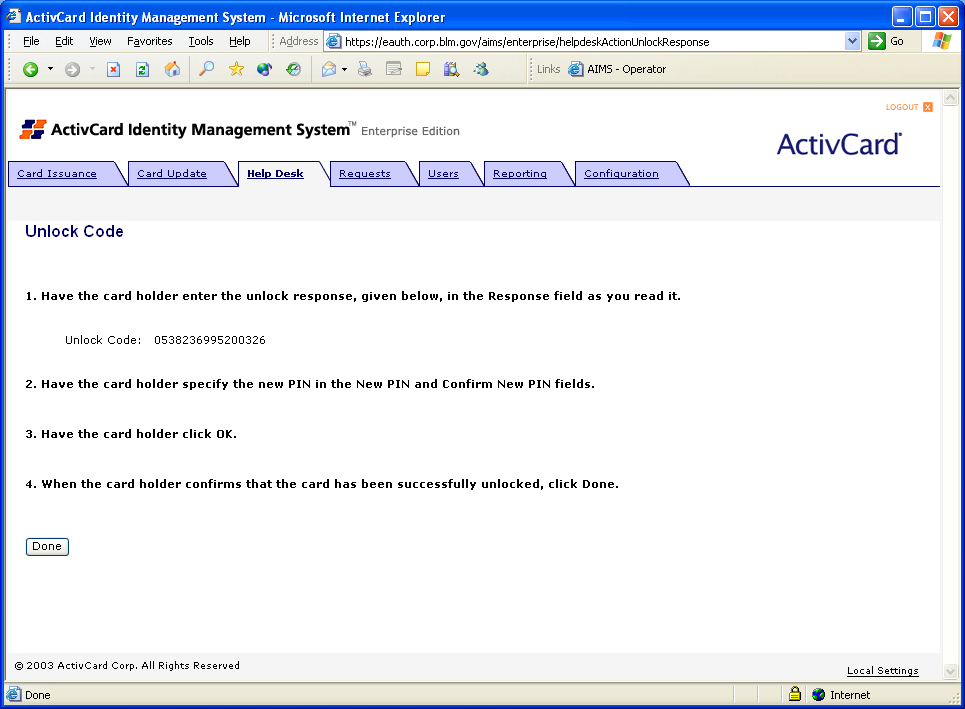 ActivCard Identity Management System - Microsoft Internet Explorer
File Edit View Favorites Tools Help Address https://eauth.corp.blm.gov/aims/enterprise/helpdeskActionUnlockResponse Go
Links AIMS - Operator
LOGOUT X
ActivCard Identity Management System™ Enterprise Edition
ActivCard
Card Issuance Card Update Help Desk Requests Users Reporting Configuration
Unlock Code
1. Have the card holder enter the unlock response, given below, in the Response field as you read it.
Unlock Code: 0538236995200326
2. Have the card holder specify the new PIN in the New PIN and Confirm New PIN fields.
3. Have the card holder click OK.
4. When the card holder confirms that the card has been successfully unlocked, click Done.
Done
© 2003 ActivCard Corp. All Rights Reserved
Local Settings
Done Internet